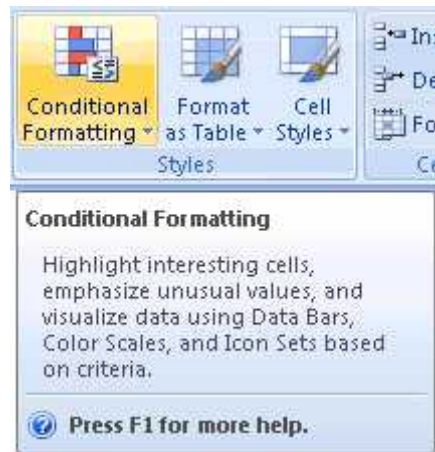 Conditional Formatting
Format as Table
Cell Styles
Styles
Conditional Formatting
Highlight interesting cells,
emphasize unusual values, and
visualize data using Data Bars,
Color Scales, and Icon Sets based
on criteria.
Press F1 for more help.